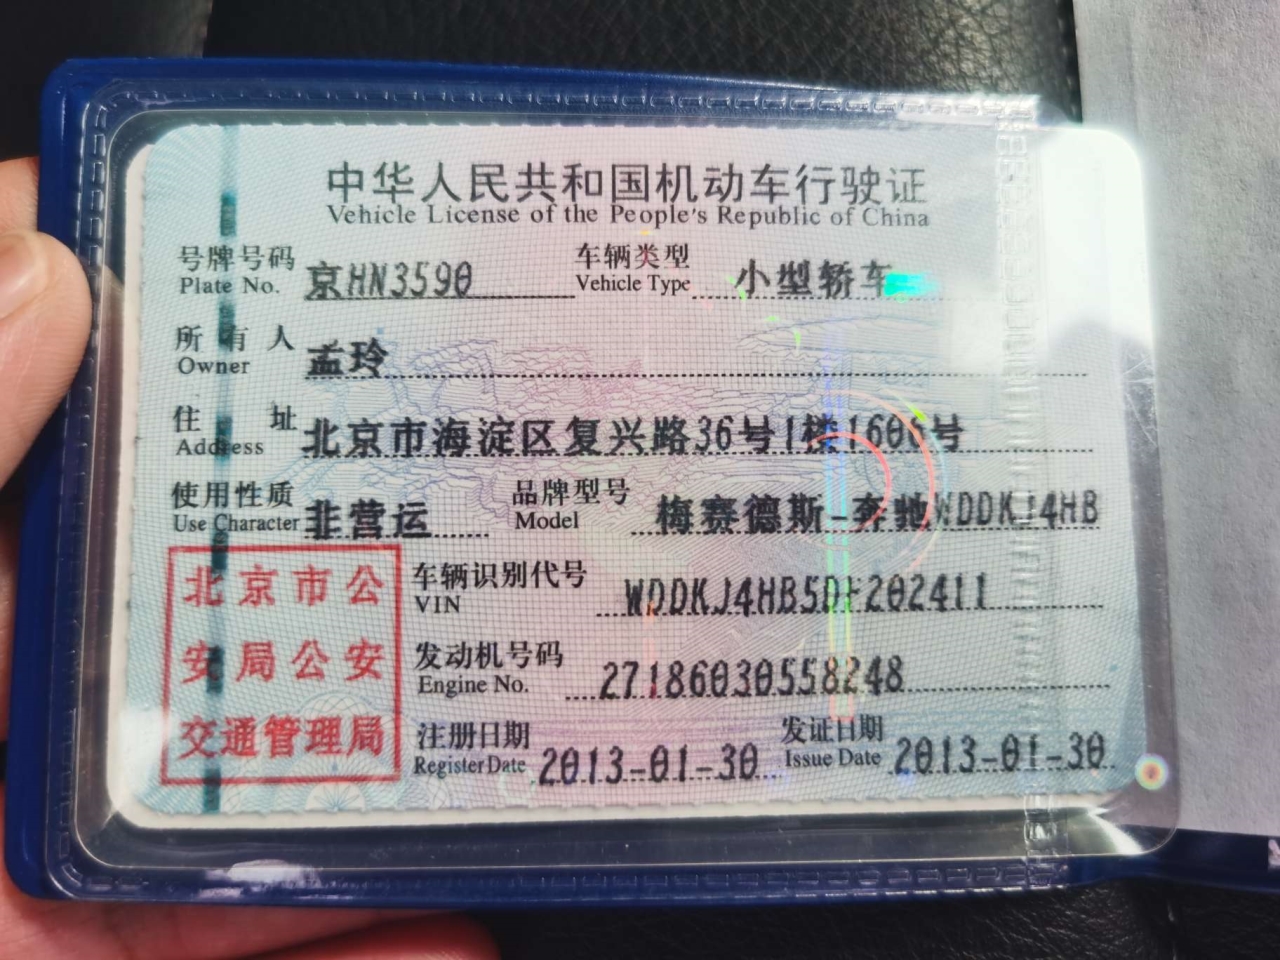 中华人民共和国机动车行驶证
Vehicle License of the People's Republic of China
号牌号码 京HN3590 车辆类型 小型轿车
Plate No. Vehicle Type
所有人 孟玲
Owner
住址 北京市海淀区复兴路36号1楼1606号
Address
使用性质 非营运 品牌型号 梅赛德斯-奔驰WDDKJ4HB
Use Character Model
北京市公
安局公安
交通管理局
车辆识别代号 WDDKJ4HB5DF202411
VIN
发动机号码 27186030558248
Engine No.
注册日期 2013-01-30 发证日期 2013-01-30
Register Date Issue Date